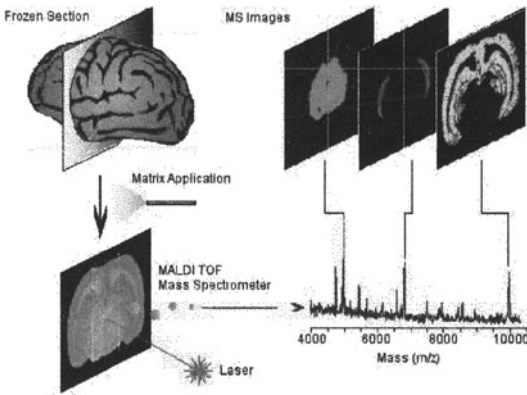 Frozen Section
MS Images
Matrix Application
MALDI TOF
Mass Spectrometer
Laser
4000 6000 8000 10000
Mass (m/z)